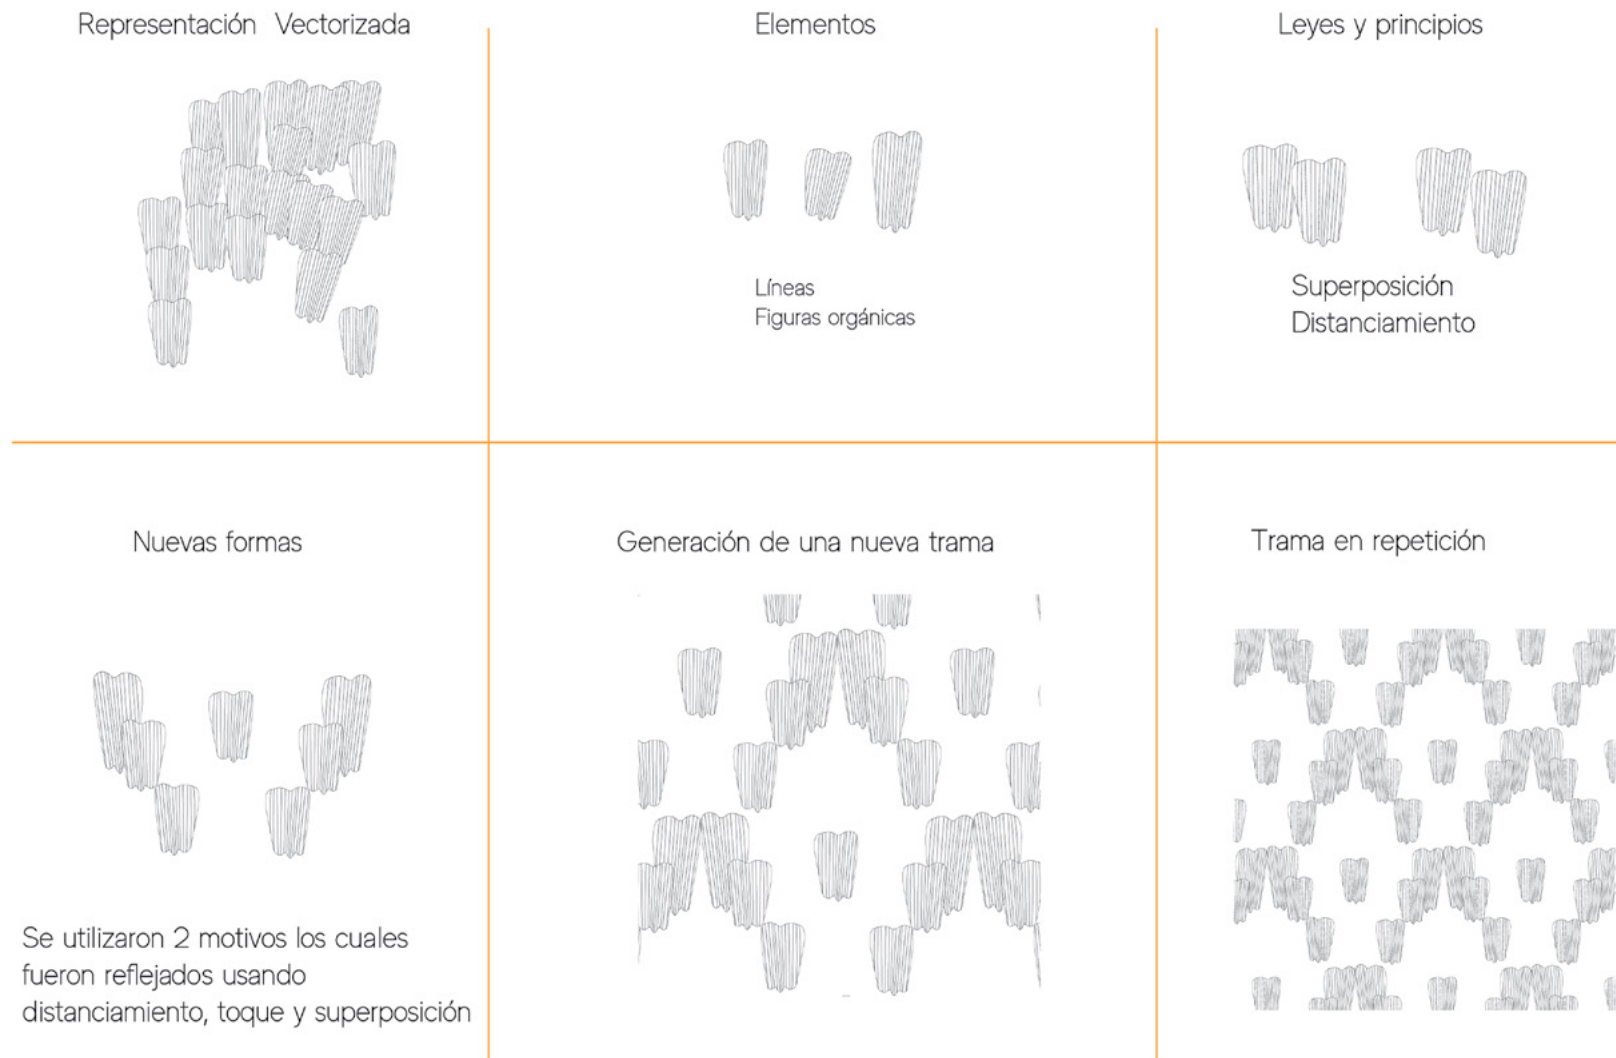 Representación Vectorizada
Elementos
Leyes y principios
Líneas
Figuras orgánicas
Superposición
Distanciamiento
Nuevas formas
Generación de una nueva trama
Trama en repetición
Se utilizaron 2 motivos los cuales
fueron reflejados usando
distanciamiento, toque y superposición